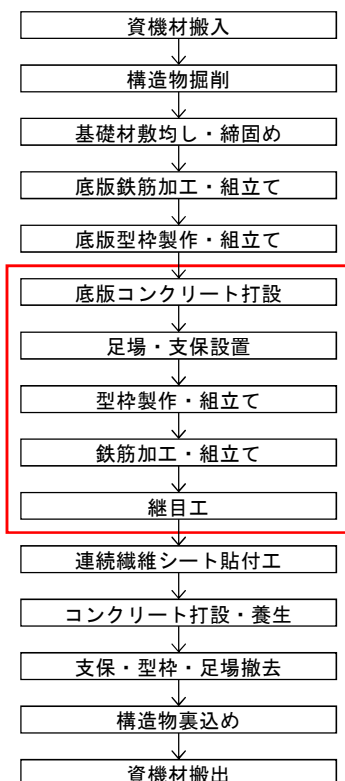 資機材搬入
構造物掘削
基礎材敷均し・締固め
底版鉄筋加工・組立て
底版型枠製作・組立て
底版コンクリート打設
足場・支保設置
型枠製作・組立て
鉄筋加工・組立て
継目工
連続繊維シート貼付工
コンクリート打設・養生
支保・型枠・足場撤去
構造物裏込め
資機材搬出